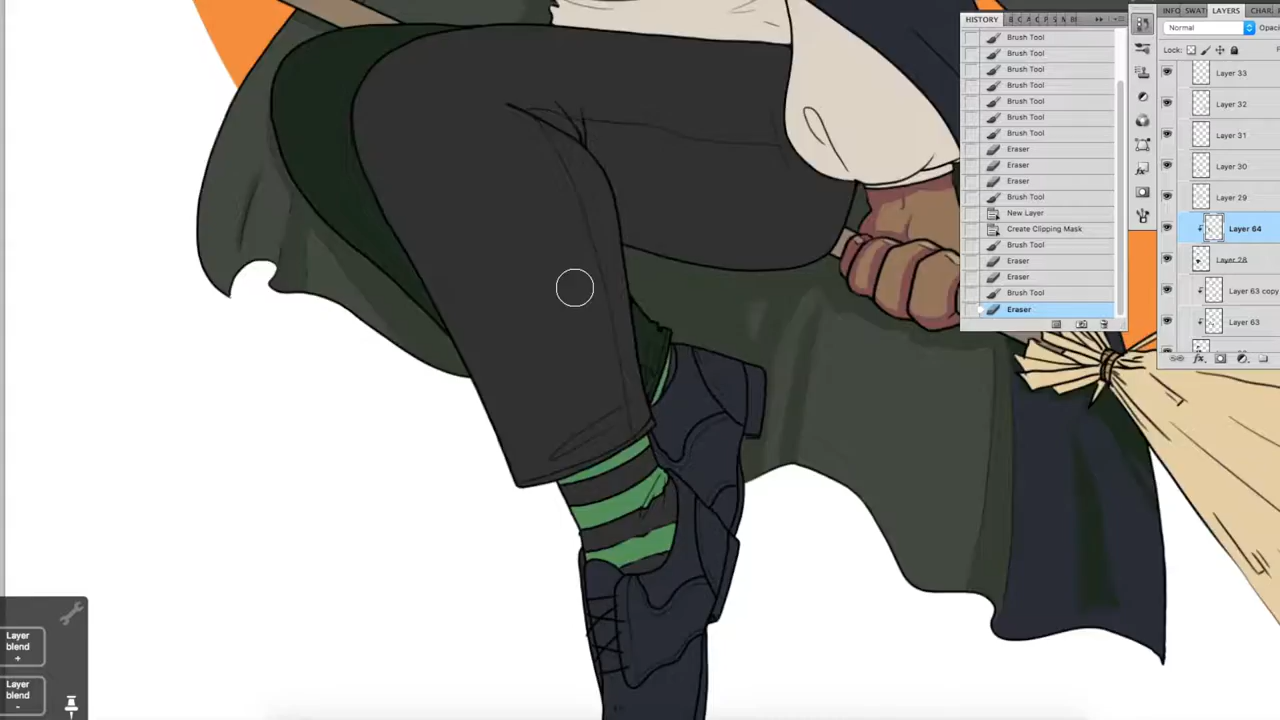 HISTORY
Brush Tool
Brush Tool
Brush Tool
Brush Tool
Brush Tool
Brush Tool
Brush Tool
Eraser
Eraser
Eraser
Brush Tool
New Layer
Create Clipping Mask
Brush Tool
Eraser
Eraser
Brush Tool
Eraser
INFO SWAT LAYERS CHAR
Normal
Opaci
Lock:
Layer 33
Layer 32
Layer 31
Layer 30
Layer 29
Layer 64
Layer 28
Layer 63 copy
Layer 63
Layer
blend
+
Layer
blend
-